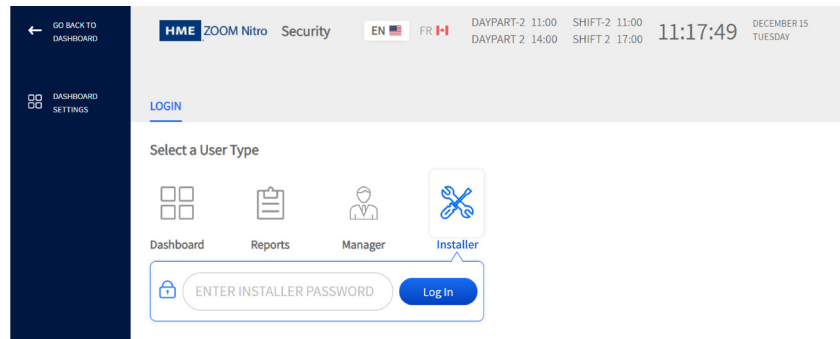 GO BACK TO
DASHBOARD
HME ZOOM Nitro Security
EN
FR
DAYPART-2 11:00 SHIFT-2 11:00
DAYPART 2 14:00 SHIFT 2 17:00
11:17:49
DECEMBER 15
TUESDAY
DASHBOARD
SETTINGS
LOGIN
Select a User Type
Dashboard Reports Manager Installer
ENTER INSTALLER PASSWORD Log In